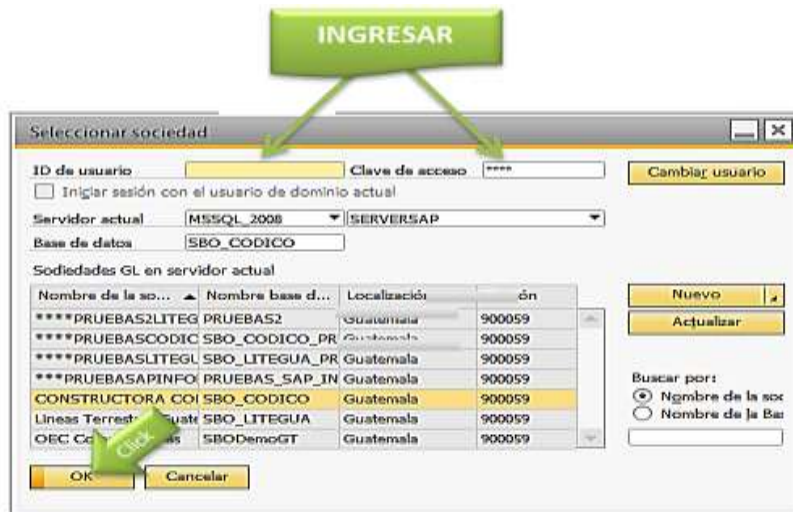 INGRESAR
Seleccionar sociedad
ID de usuario Clave de acceso **** Cambiar usuario
Iniciar sesión con el usuario de dominio actual
Servidor actual MSSQL_2008 SERVERSAP
Base de datos SBO_CODICO
Sodiedades GL en servidor actual
Nombre de la so... Nombre base d... Localización ón Nuevo
****PRUEBAS2LITEG PRUEBAS2 Guatemala 900059 Actualizar
****PRUEBASCODIC SBO_CODICO_PR Guatemala 900059
****PRUEBASLITEGU SBO_LITEGUA_PR Guatemala 900059
***PRUEBASAPINFO PRUEBAS_SAP_IN Guatemala 900059 Buscar por:
CONSTRUCTORA COI SBO_CODICO Guatemala 900059 Nombre de la soc
Lineas SBO_LITEGUA Guatemala 900059 Nombre de la Ba
OEC SBODemoGT Guatemala 900059
Click
OK Cancelar